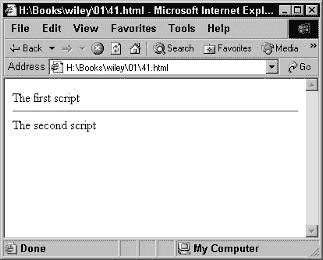 H:\Books\wiley\01\41.html - Microsoft Internet Expl...
File Edit View Favorites Tools Help
Back Search Favorites Media »
Address H:\Books\wiley\01\41.html Go
The first script
The second script
Done My Computer